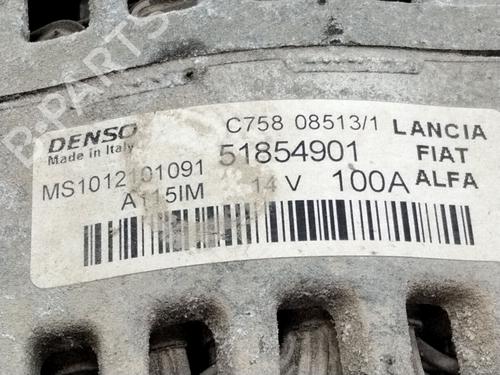 B-PARTS
DENSO
Made in Italy
C758 08513/1
LANCIA
FIAT
ALFA
MS1012101091
51854901
A115IM
14 V
100A